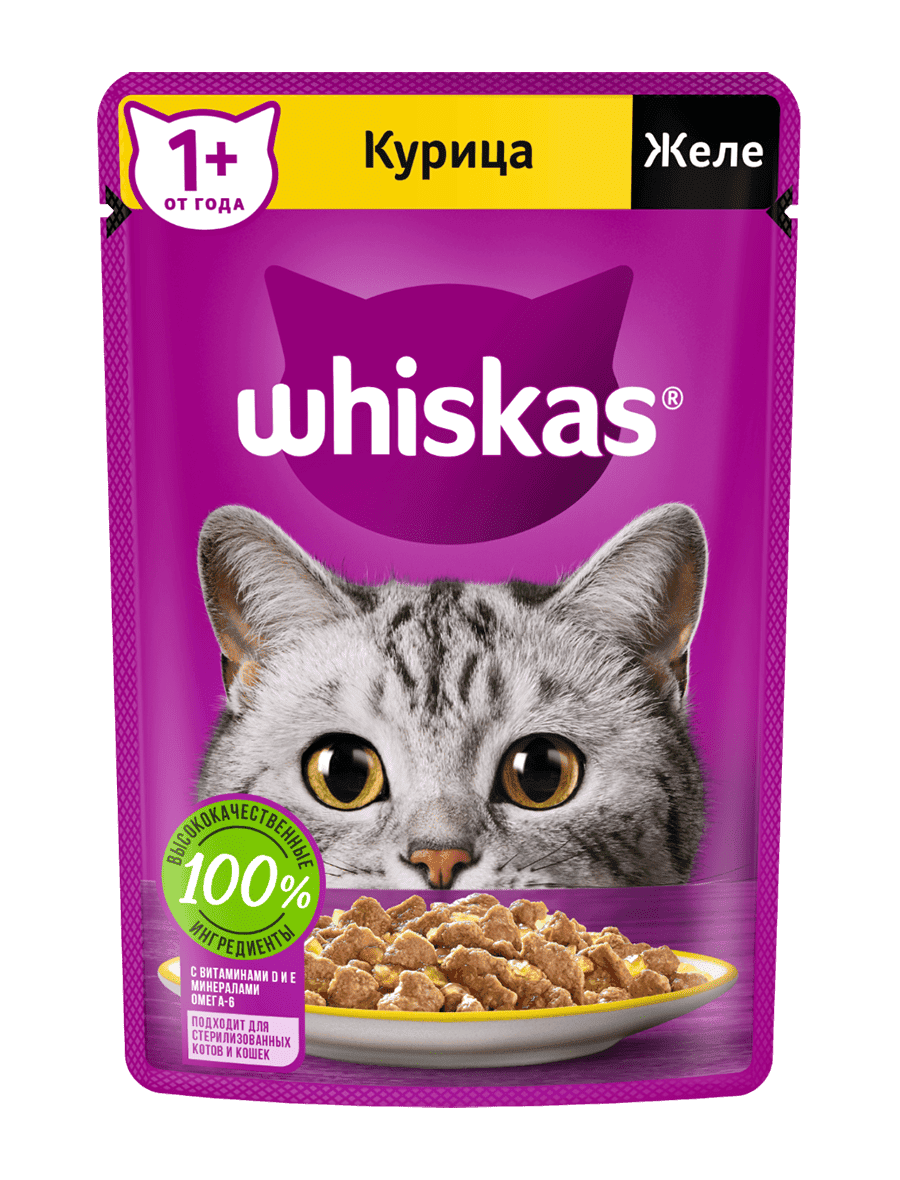 1+
ОТ ГОДА
Курица
Желе
whiskas®
ВЫСОКОКАЧЕСТВЕННЫЕ
100%
ИНГРЕДИЕНТЫ
С ВИТАМИНАМИ D И E
МИНЕРАЛАМИ
ОМЕГА-6
ПОДХОДИТ ДЛЯ
СТЕРИЛИЗОВАННЫХ
КОТОВ И КОШЕК